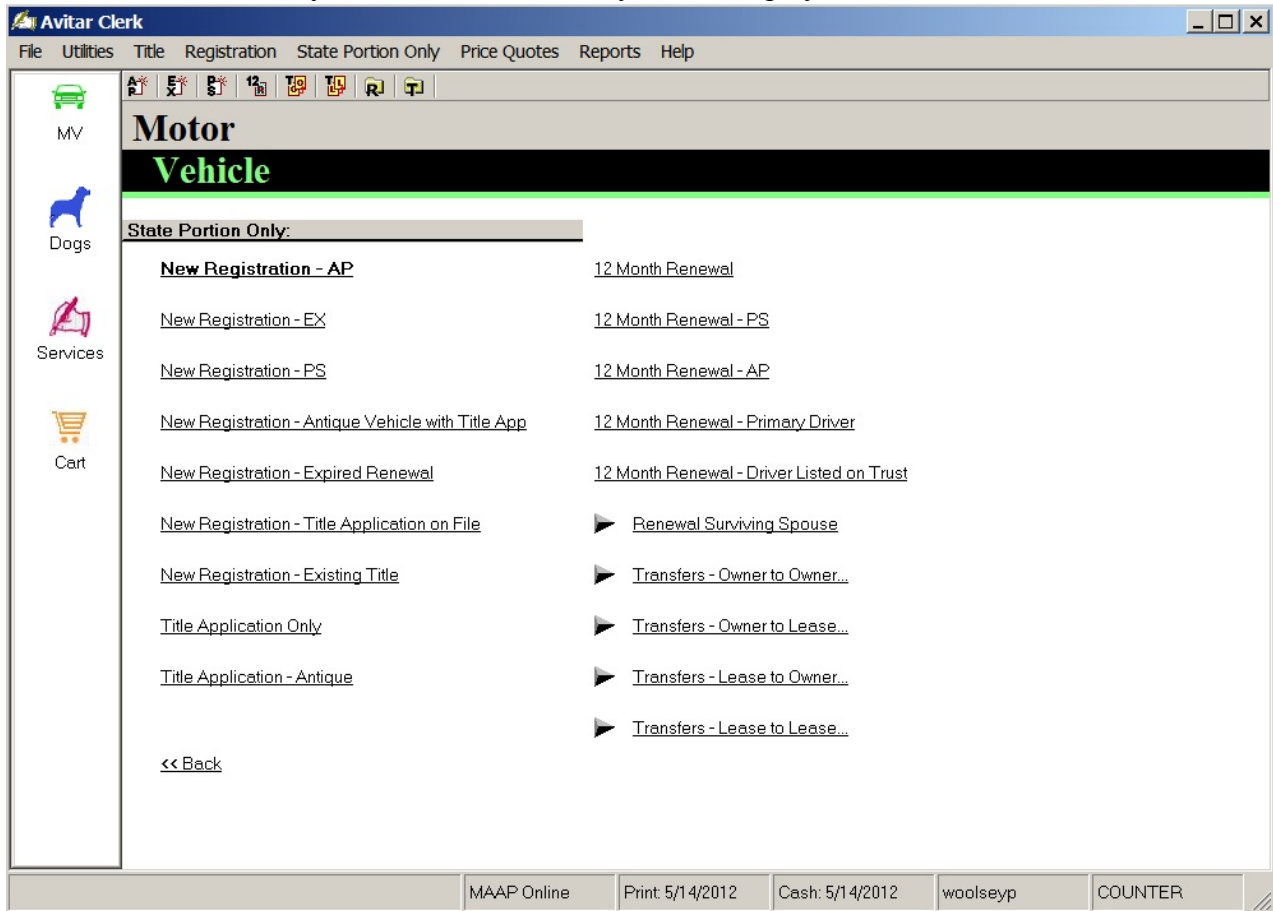 Avitar Clerk
File Utilities Title Registration State Portion Only Price Quotes Reports Help
MV
Dogs
Services
Cart
Motor
Vehicle
State Portion Only:
New Registration - AP
New Registration - EX
New Registration - PS
New Registration - Antique Vehicle with Title App
New Registration - Expired Renewal
New Registration - Title Application on File
New Registration - Existing Title
Title Application Only
Title Application - Antique
<< Back
12 Month Renewal
12 Month Renewal - PS
12 Month Renewal - AP
12 Month Renewal - Primary Driver
12 Month Renewal - Driver Listed on Trust
Renewal Surviving Spouse
Transfers - Owner to Owner...
Transfers - Owner to Lease...
Transfers - Lease to Owner...
Transfers - Lease to Lease...
MAAP Online Print: 5/14/2012 Cash: 5/14/2012 woolseyp COUNTER